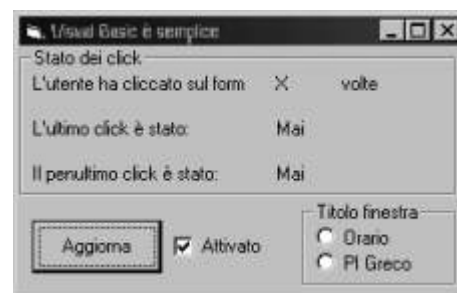 Visual Basic è semplice
Stato dei click
L'utente ha cliccato sul form X volte
L'ultimo click è stato: Mai
Il penultimo click è stato: Mai
Titolo finestra
Aggiorna Attivato Orario
PI Greco